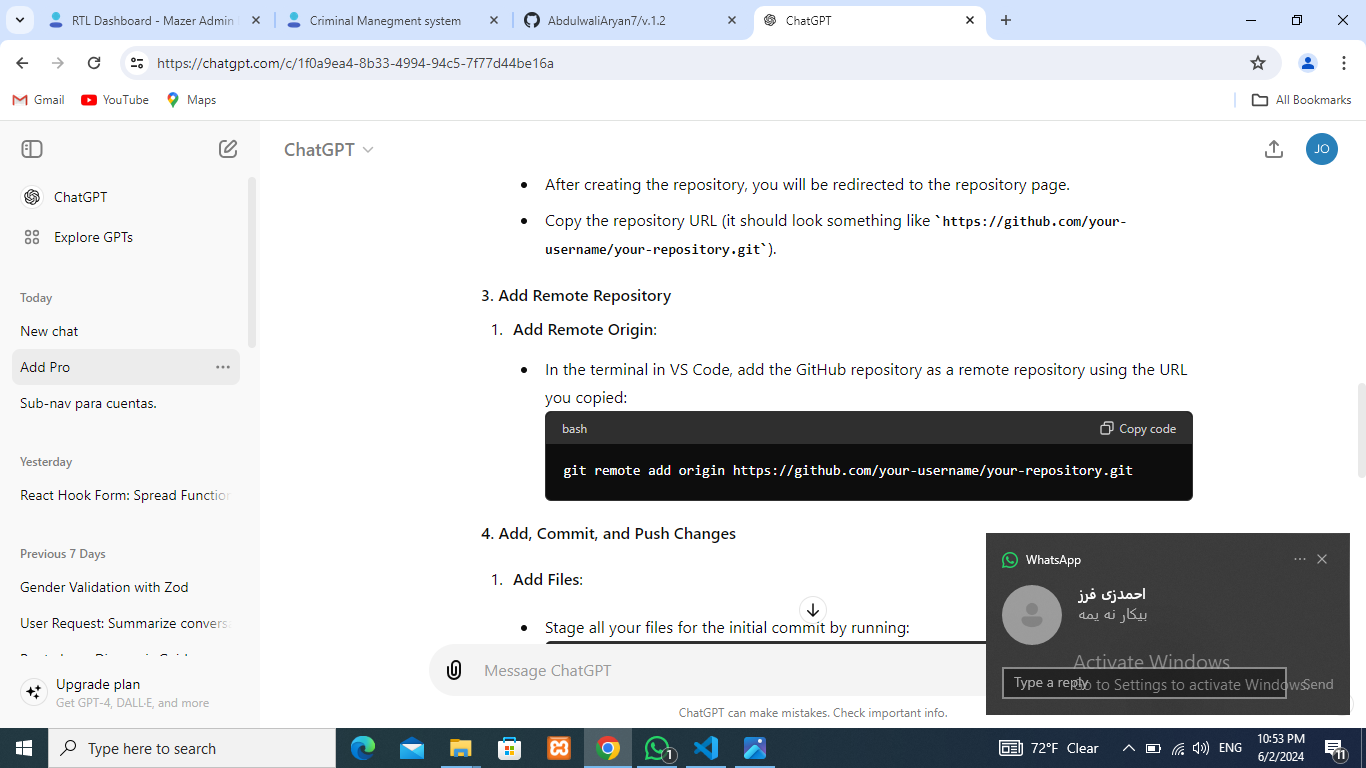 RTL Dashboard - Mazer Admin
Criminal Manegment system
AbdulwaliAryan7/v.1.2
ChatGPT
https://chatgpt.com/c/1f0a9ea4-8b33-4994-94c5-7f77d44be16a
Gmail
YouTube
Maps
All Bookmarks
ChatGPT
Explore GPTs
Today
New chat
Add Pro
Sub-nav para cuentas.
Yesterday
React Hook Form: Spread Function
Previous 7 Days
Gender Validation with Zod
User Request: Summarize convers
Upgrade plan
Get GPT-4, DALL·E, and more
ChatGPT
JO
• After creating the repository, you will be redirected to the repository page.
• Copy the repository URL (it should look something like `https://github.com/your-
username/your-repository.git`).
3. Add Remote Repository
1. Add Remote Origin:
• In the terminal in VS Code, add the GitHub repository as a remote repository using the URL
you copied:
bash
Copy code
git remote add origin https://github.com/your-username/your-repository.git
4. Add, Commit, and Push Changes
1. Add Files:
• Stage all your files for the initial commit by running:
Message ChatGPT
ChatGPT can make mistakes. Check important info.
WhatsApp
احمدزی فرز
بیکار نه یمه
Type a reply
Send
Activate Windows
Go to Settings to activate Windows.
Type here to search
1
72°F Clear
ENG
10:53 PM
6/2/2024
11